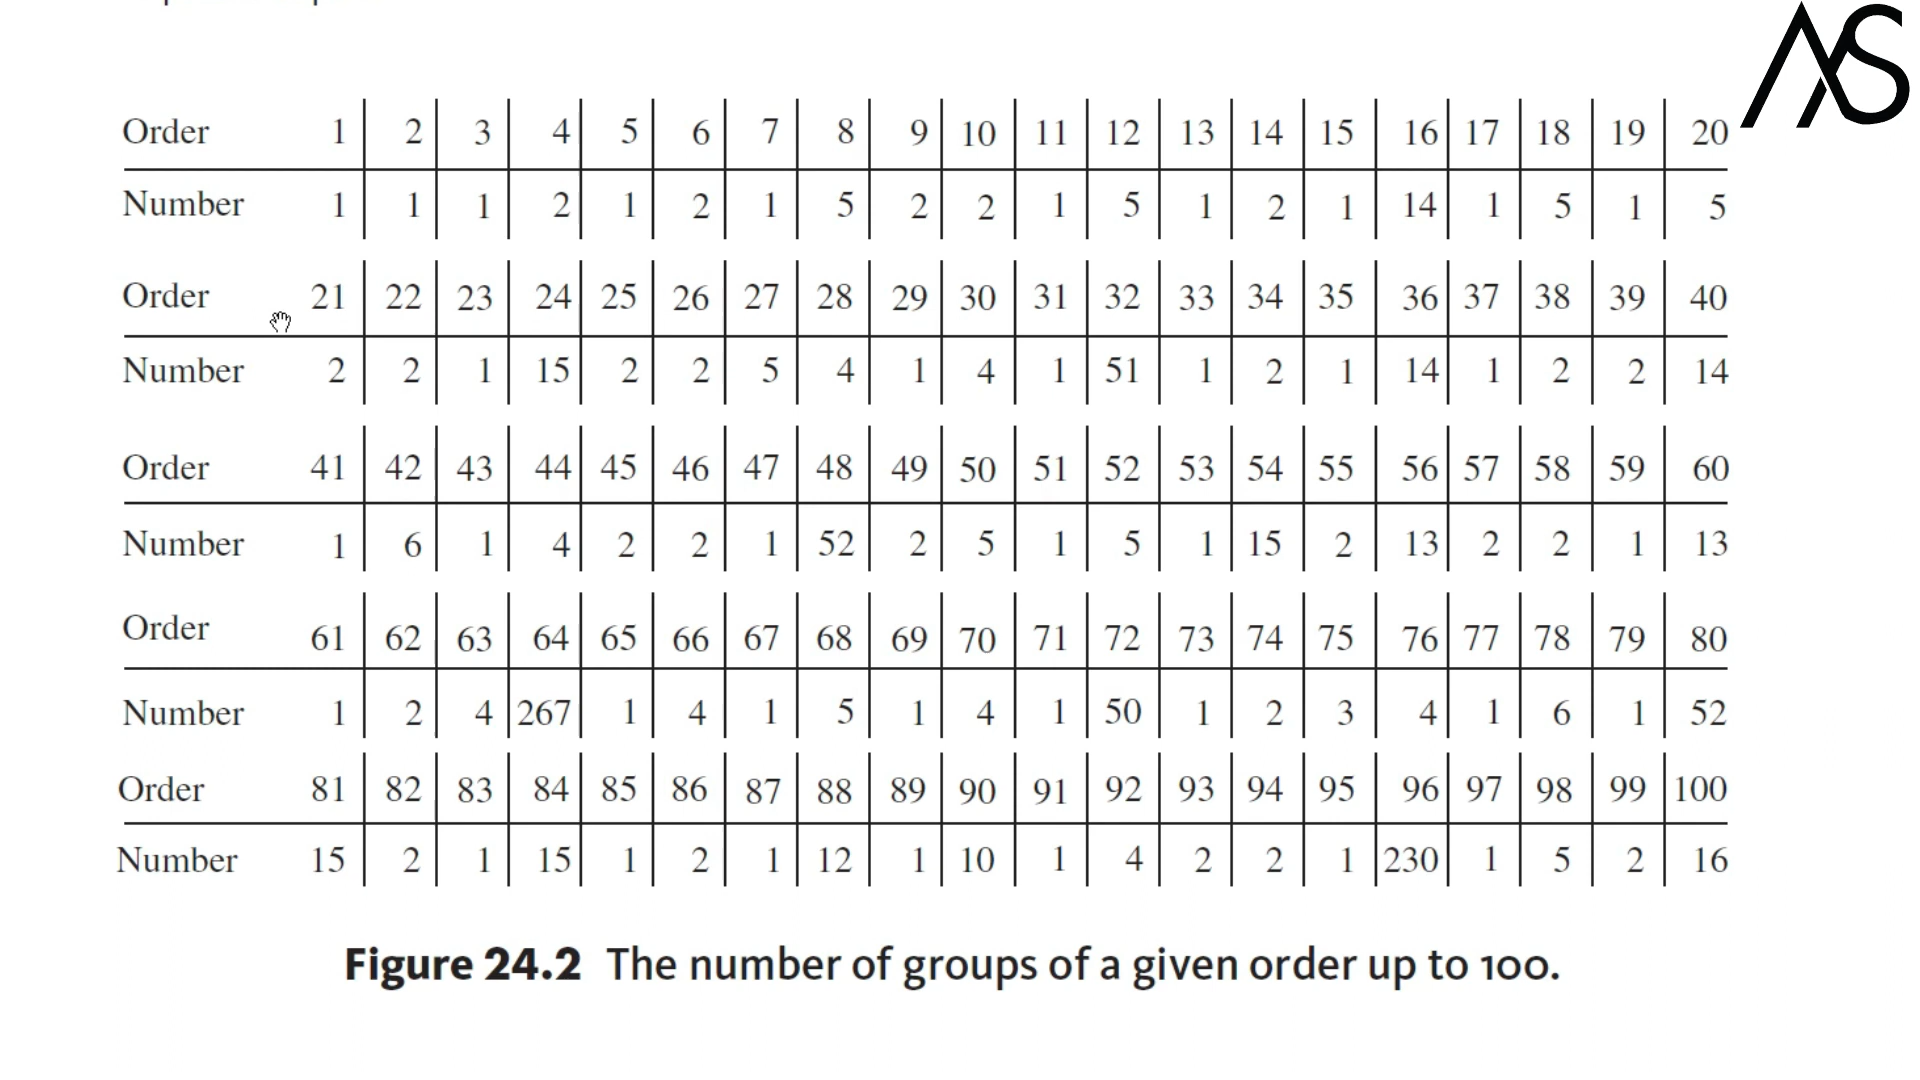 AS
Order 1 2 3 4 5 6 7 8 9 10 11 12 13 14 15 16 17 18 19 20
Number 1 1 1 2 1 2 1 5 2 2 1 5 1 2 1 14 1 5 1 5
Order 21 22 23 24 25 26 27 28 29 30 31 32 33 34 35 36 37 38 39 40
Number 2 2 1 15 2 2 5 4 1 4 1 51 1 2 1 14 1 2 2 14
Order 41 42 43 44 45 46 47 48 49 50 51 52 53 54 55 56 57 58 59 60
Number 1 6 1 4 2 2 1 52 2 5 1 5 1 15 2 13 2 2 1 13
Order 61 62 63 64 65 66 67 68 69 70 71 72 73 74 75 76 77 78 79 80
Number 1 2 4 267 1 4 1 5 1 4 1 50 1 2 3 4 1 6 1 52
Order 81 82 83 84 85 86 87 88 89 90 91 92 93 94 95 96 97 98 99 100
Number 15 2 1 15 1 2 1 12 1 10 1 4 2 2 1 230 1 5 2 16
Figure 24.2 The number of groups of a given order up to 100.